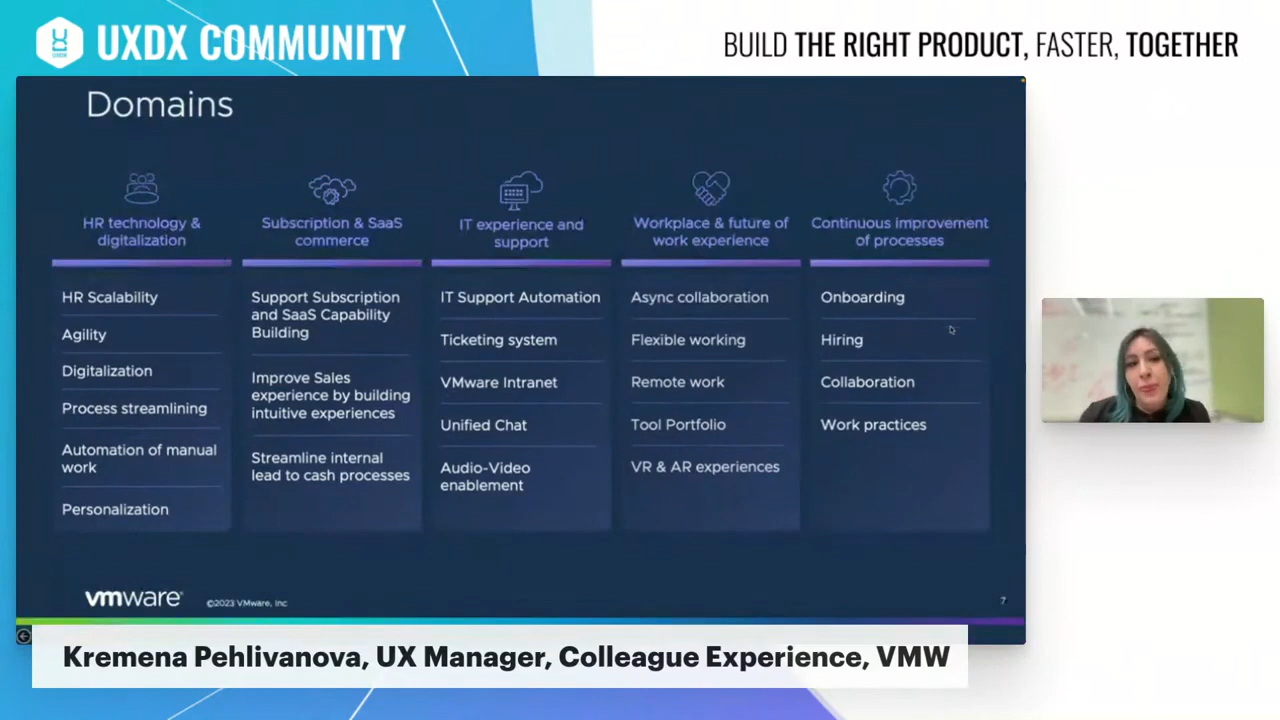 UXDX COMMUNITY
BUILD THE RIGHT PRODUCT, FASTER, TOGETHER
Domains
HR technology &
digitalization
HR Scalability
Agility
Digitalization
Process streamlining
Automation of manual
work
Personalization
Subscription & SaaS
commerce
Support Subscription
and SaaS Capability
Building
Improve Sales
experience by building
intuitive experiences
Streamline internal
lead to cash processes
IT experience and
support
IT Support Automation
Ticketing system
VMware Intranet
Unified Chat
Audio-Video
enablement
Workplace & future of
work experience
Async collaboration
Flexible working
Remote work
Tool Portfolio
VR & AR experiences
Continuous improvement
of processes
Onboarding
Hiring
Collaboration
Work practices
vmware®
©2023 VMware, Inc
7
Kremena Pehlivanova, UX Manager, Colleague Experience, VMW